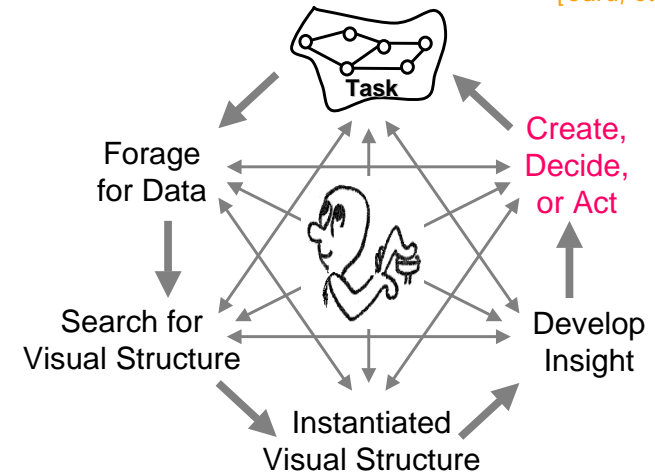 Task
Create,
Decide,
or Act
Forage
for Data
Search for
Visual Structure
Develop
Insight
Instantiated
Visual Structure